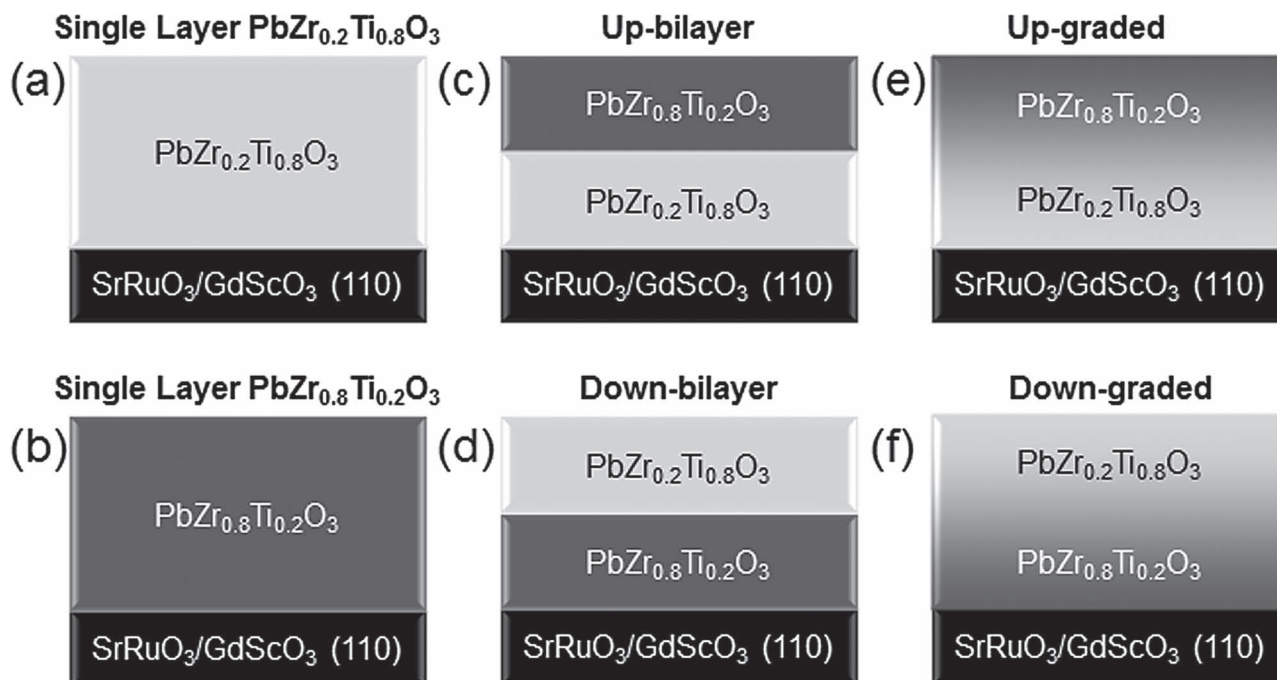 Single Layer PbZr₀.₂Ti₀.₈O₃
(a)
PbZr₀.₂Ti₀.₈O₃
SrRuO₃/GdScO₃ (110)
Up-bilayer
(c)
PbZr₀.₈Ti₀.₂O₃
PbZr₀.₂Ti₀.₈O₃
SrRuO₃/GdScO₃ (110)
Up-graded
(e)
PbZr₀.₈Ti₀.₂O₃
PbZr₀.₂Ti₀.₈O₃
SrRuO₃/GdScO₃ (110)
Single Layer PbZr₀.₈Ti₀.₂O₃
(b)
PbZr₀.₈Ti₀.₂O₃
SrRuO₃/GdScO₃ (110)
Down-bilayer
(d)
PbZr₀.₂Ti₀.₈O₃
PbZr₀.₈Ti₀.₂O₃
SrRuO₃/GdScO₃ (110)
Down-graded
(f)
PbZr₀.₂Ti₀.₈O₃
PbZr₀.₈Ti₀.₂O₃
SrRuO₃/GdScO₃ (110)